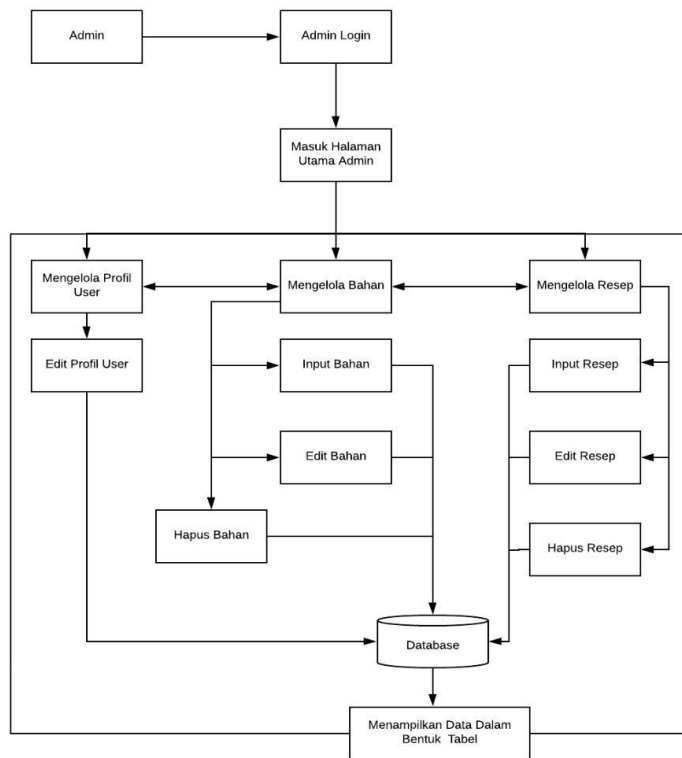 Admin
Admin Login
Masuk Halaman
Utama Admin
Mengelola Profil
User
Mengelola Bahan
Mengelola Resep
Edit Profil User
Input Bahan
Input Resep
Edit Bahan
Edit Resep
Hapus Bahan
Hapus Resep
Database
Menampilkan Data Dalam
Bentuk Tabel